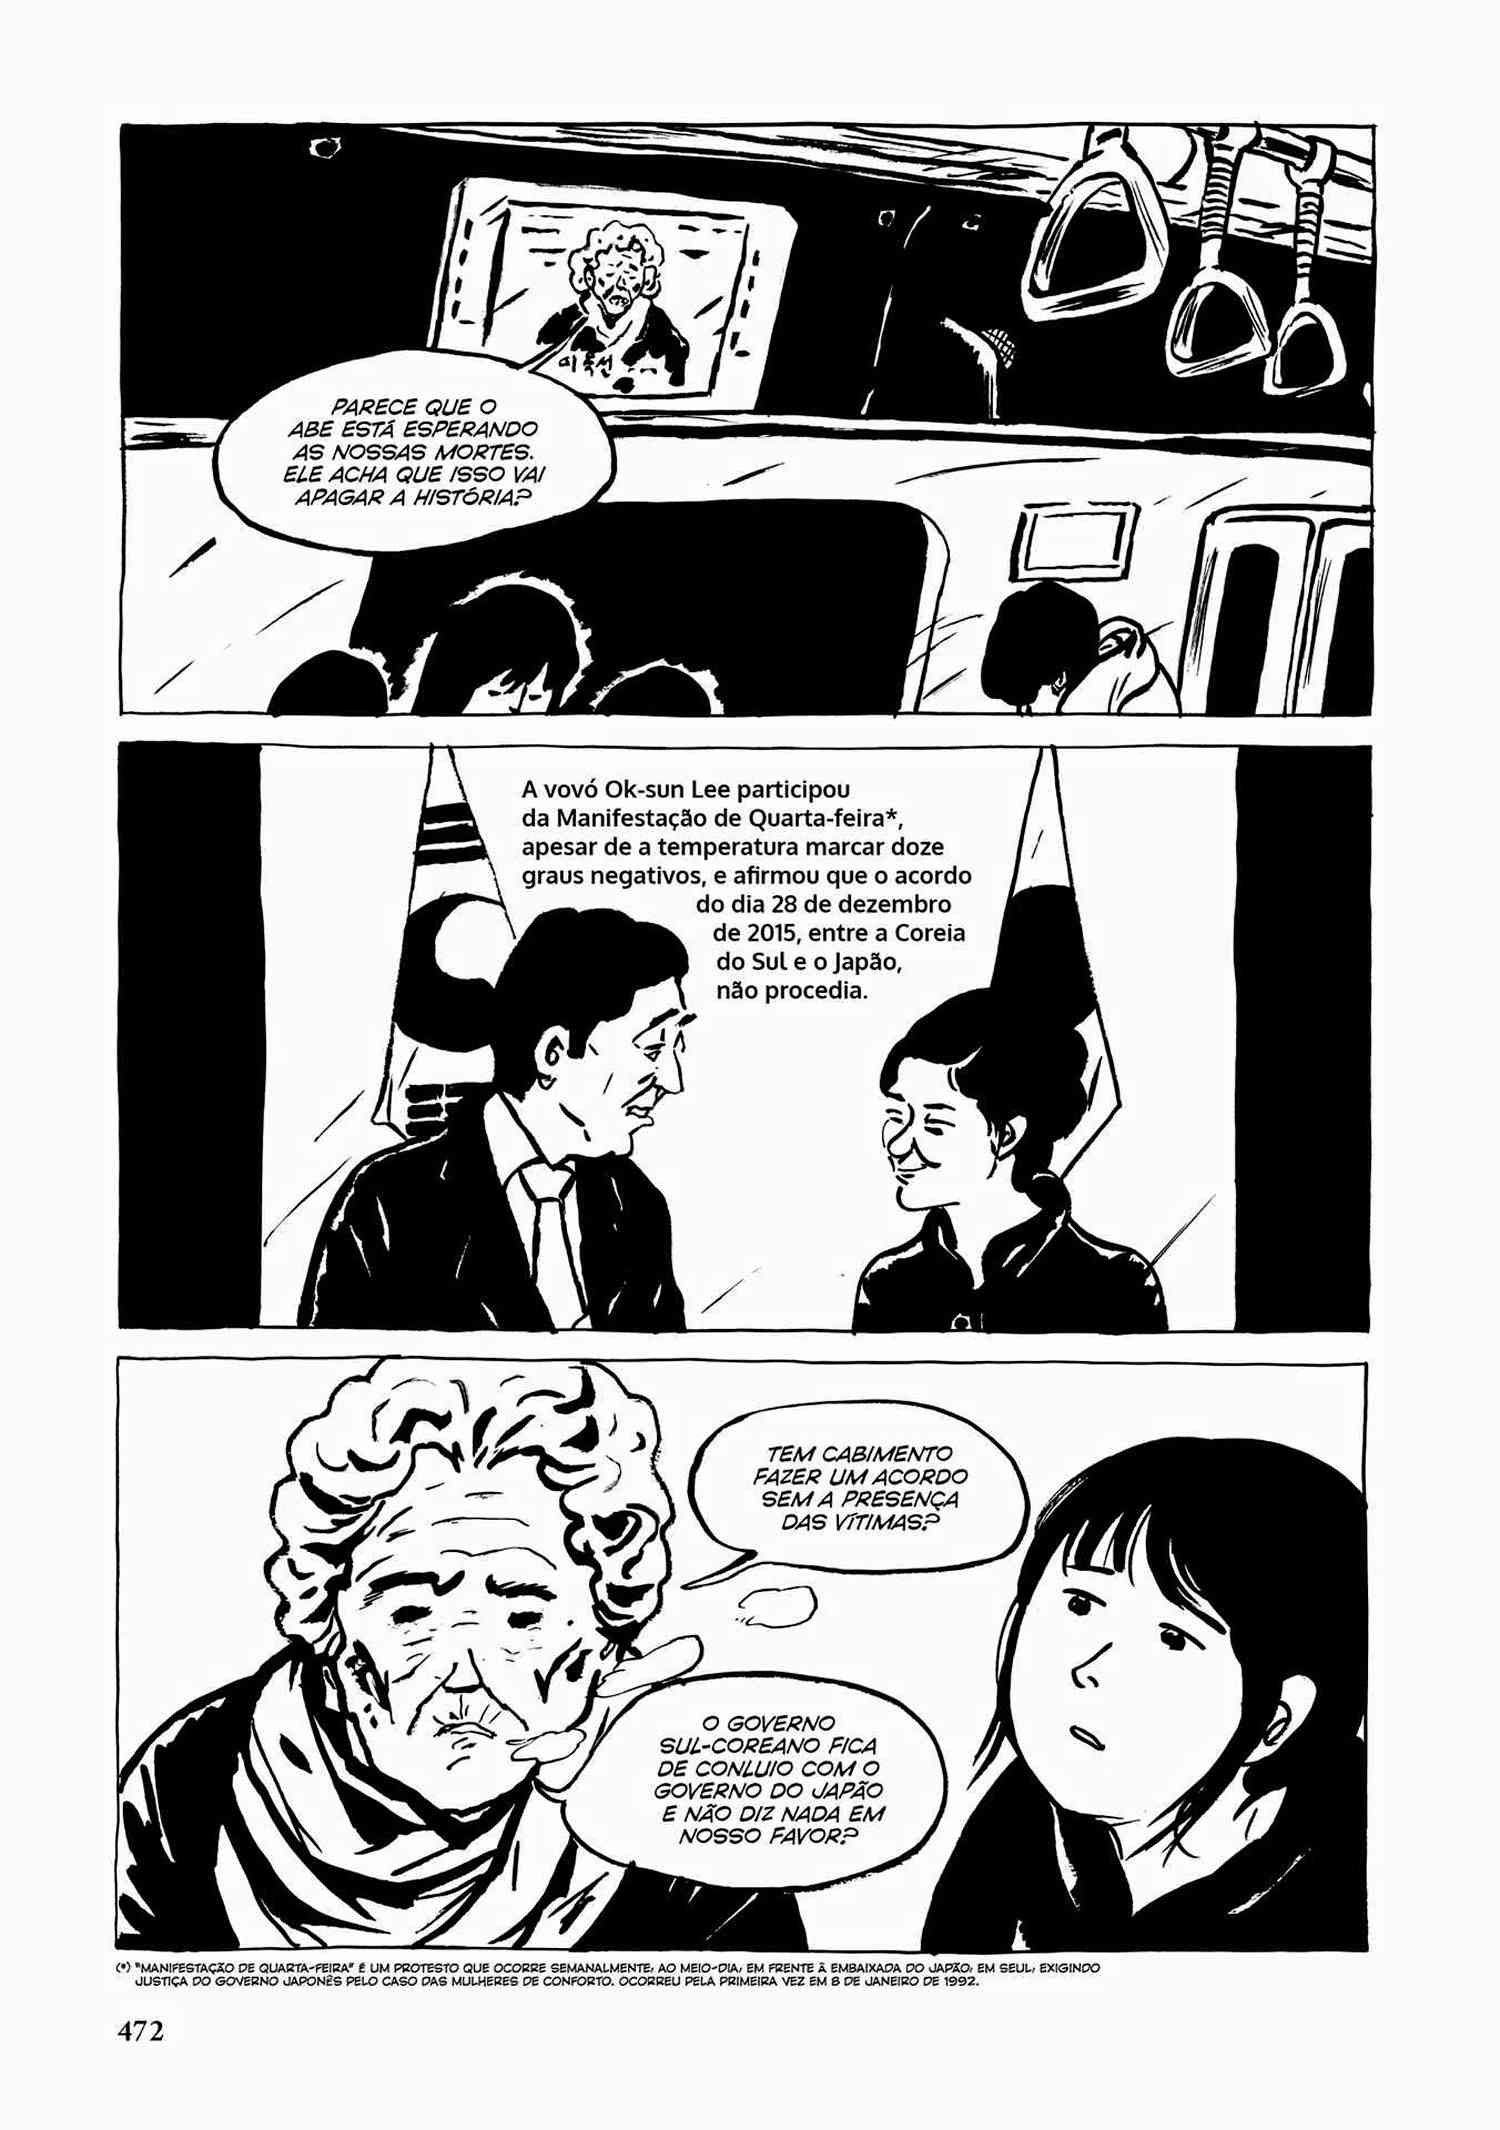 PARECE QUE O
ABE ESTÁ ESPERANDO
AS NOSSAS MORTES.
ELE ACHA QUE ISSO VAI
APAGAR A HISTÓRIA?
A vovó Ok-sun Lee participou
da Manifestação de Quarta-feira*,
apesar de a temperatura marcar doze
graus negativos, e afirmou que o acordo
do dia 28 de dezembro
de 2015, entre a Coreia
do Sul e o Japão,
não procedia.
TEM CABIMENTO
FAZER UM ACORDO
SEM A PRESENÇA
DAS VÍTIMAS?
O GOVERNO
SUL-COREANO FICA
DE CONLUIO COM O
GOVERNO DO JAPÃO
E NÃO DIZ NADA EM
NOSSO FAVOR?
(*) "MANIFESTAÇÃO DE QUARTA-FEIRA" É UM PROTESTO QUE OCORRE SEMANALMENTE, AO MEIO-DIA, EM FRENTE À EMBAIXADA DO JAPÃO, EM SEUL, EXIGINDO
JUSTIÇA DO GOVERNO JAPONÊS PELO CASO DAS MULHERES DE CONFORTO. OCORREU PELA PRIMEIRA VEZ EM 8 DE JANEIRO DE 1992.
472